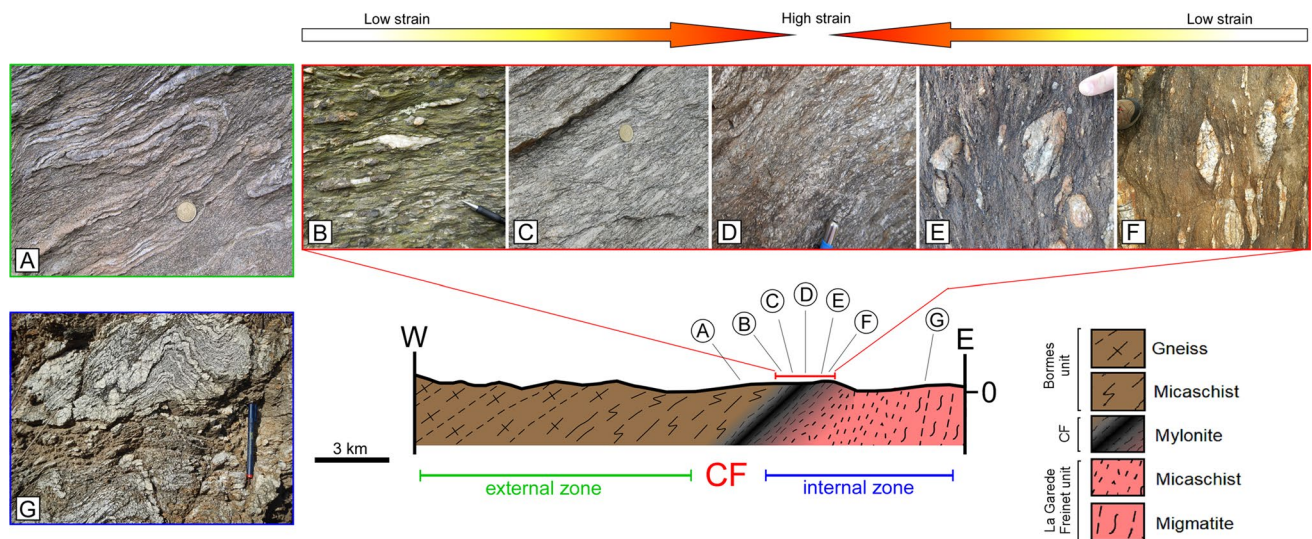 Low strain
High strain
Low strain
A
B
C
D
E
F
G
W
A
B
C
D
E
F
G
E
0
3 km
external zone
CF
internal zone
Bormes
unit
Gneiss
Micaschist
CF
Mylonite
La Garede
Freinet unit
Micaschist
Migmatite